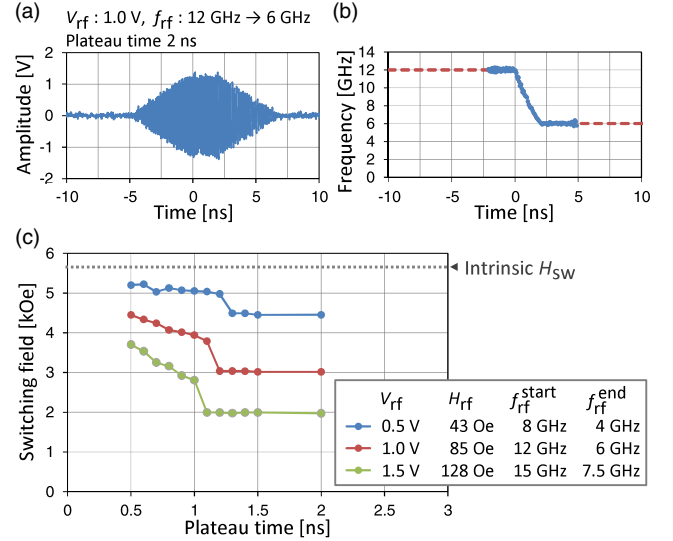 (a)
V_rf : 1.0 V, f_rf : 12 GHz → 6 GHz
Plateau time 2 ns
Amplitude [V]
2
1
0
-1
-2
-10 -5 0 5 10
Time [ns]
(b)
Frequency [GHz]
14
12
10
8
6
4
2
0
-10 -5 0 5 10
Time [ns]
(c)
Switching field [kOe]
6
5
4
3
2
1
0
Intrinsic H_SW
V_rf H_rf f_rf^start f_rf^end
0.5 V 43 Oe 8 GHz 4 GHz
1.0 V 85 Oe 12 GHz 6 GHz
1.5 V 128 Oe 15 GHz 7.5 GHz
0 0.5 1 1.5 2 2.5 3
Plateau time [ns]